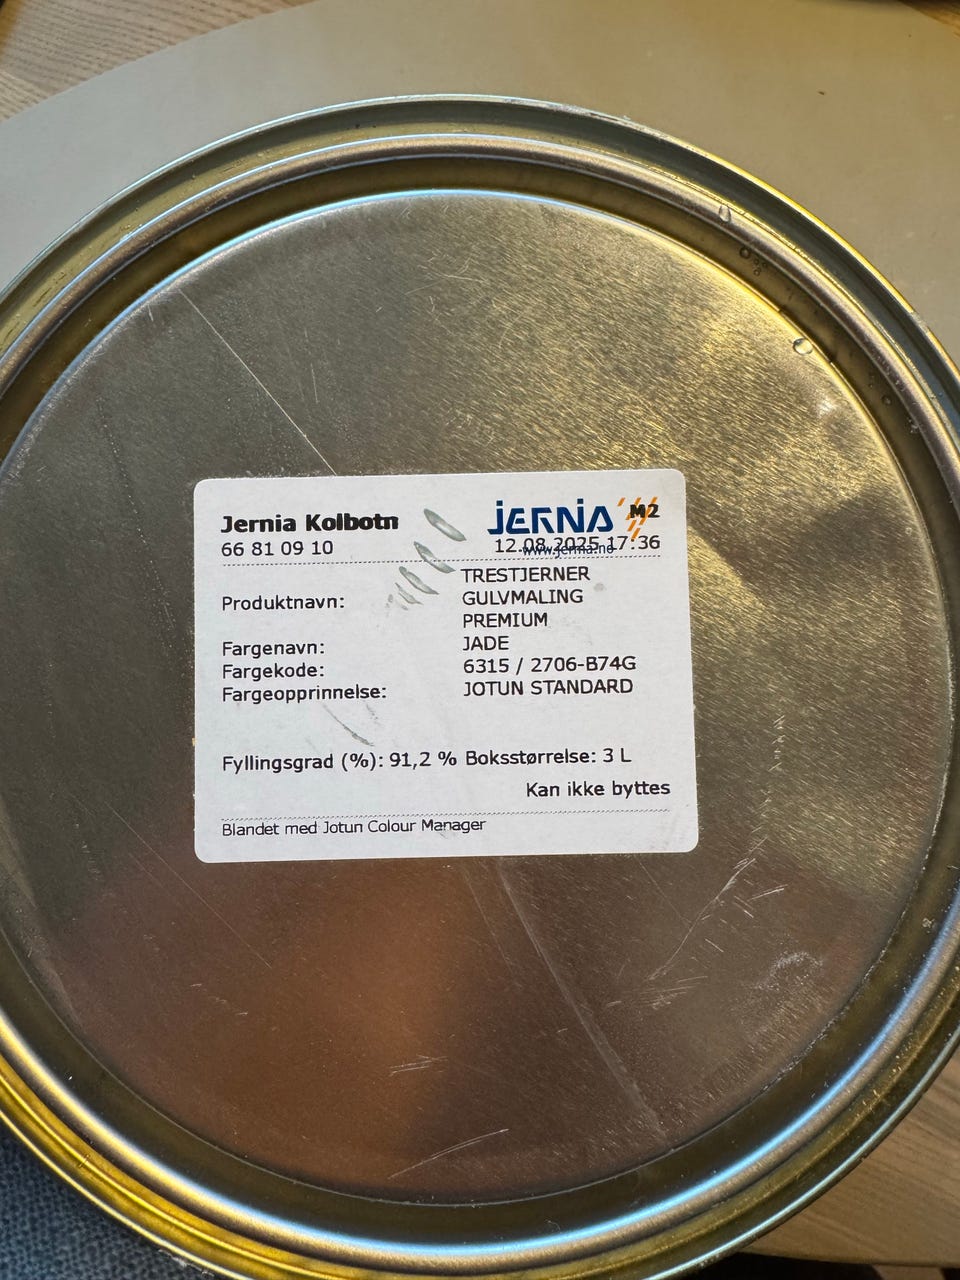 Jernia Kolbotn
JERNIA M2
66 81 09 10
12.08.2025 17:36
www.jernia.no
Produktnavn: TRESTJERNER
GULVMALING
PREMIUM
Fargenavn: JADE
Fargekode: 6315 / 2706-B74G
Fargeopprinnelse: JOTUN STANDARD
Fyllingsgrad (%): 91,2 % Boksstørrelse: 3 L
Kan ikke byttes
Blandet med Jotun Colour Manager